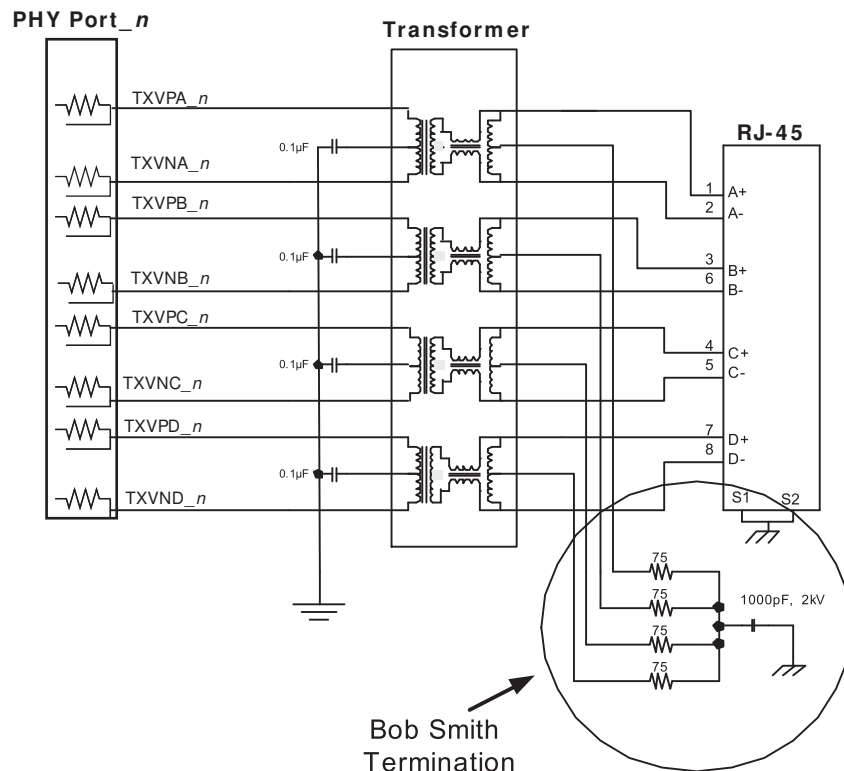 PHY Port_n
Transformer
TXVPA_n
0.1µF
TXVNA_n
TXVPB_n
0.1µF
TXVNB_n
TXVPC_n
0.1µF
TXVNC_n
TXVPD_n
0.1µF
TXVND_n
RJ-45
1 A+
2 A-
3 B+
6 B-
4 C+
5 C-
7 D+
8 D-
S1 S2
75
75
75
75
1000pF, 2kV
Bob Smith
Termination